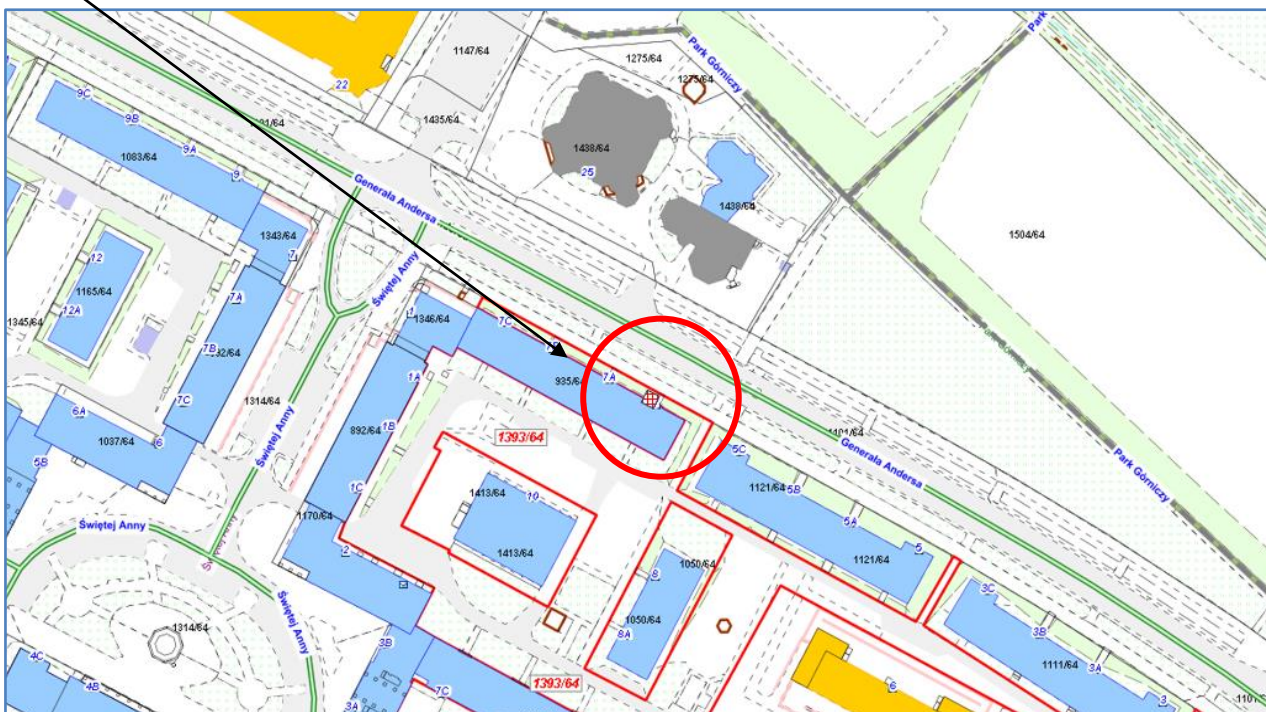 Park
Park Górniczy
1147/64
1275/64
1275/64
22
9C
9B
1435/64
9A
1083/64
9
1438/64
25
1438/64
Generała Andersa
1504/64
1343/64
7
Świętej Anny
12
1165/64
12A
7A
1345/64
7B
1346/64
7C
7A
935/64
1A
7C
1314/64
892/64
1B
6A
1037/64
6
Świętej Anny
1393/64
5B
1C
1413/64
10
5C
1121/64
5B
Generała Andersa
Park Górniczy
1170/64
5A
Świętej Anny
2
1413/64
8
1050/64
5
1121/64
3C
Świętej Anny
1314/64
1050/64
8A
3B
3B
1111/64
3A
4C
4B
7C
1393/64
6
3A
3